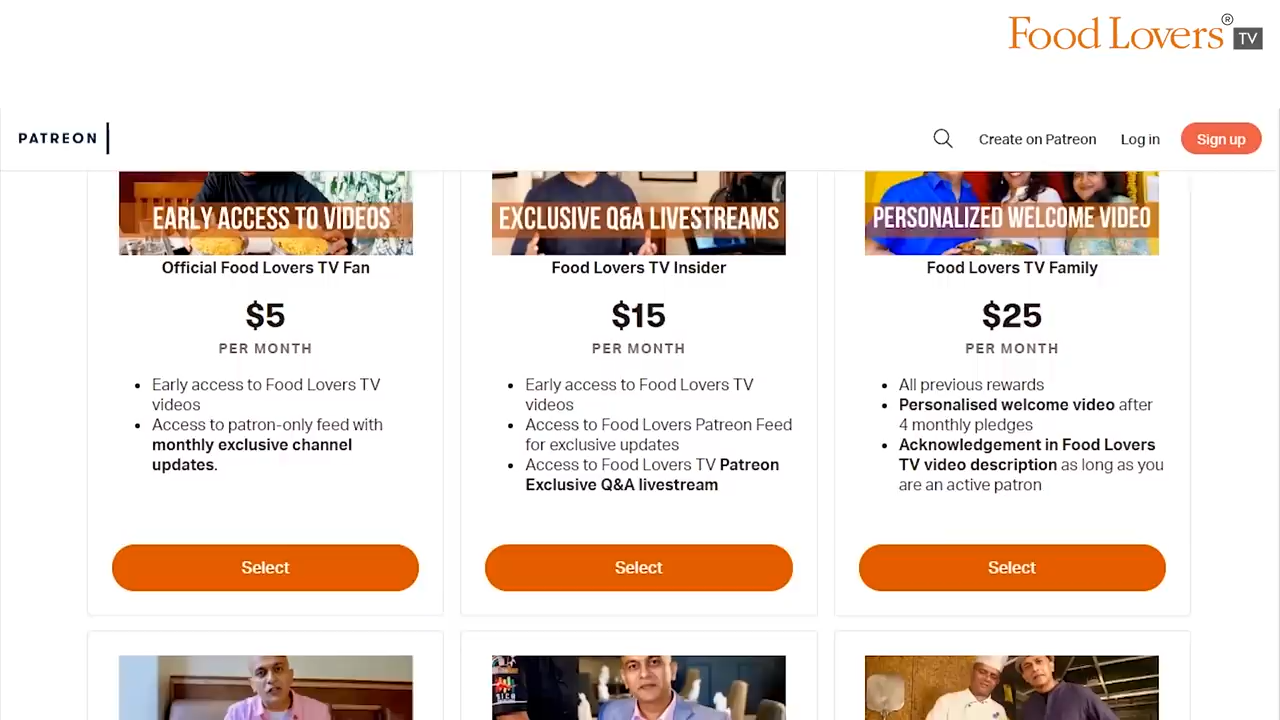 Food Lovers®
TV
PATREON
Create on Patreon
Log in
Sign up
EARLY ACCESS TO VIDEOS
Official Food Lovers TV Fan
$5
PER MONTH
• Early access to Food Lovers TV
videos
• Access to patron-only feed with
monthly exclusive channel
updates.
Select
EXCLUSIVE Q&A LIVESTREAMS
Food Lovers TV Insider
$15
PER MONTH
• Early access to Food Lovers TV
videos
• Access to Food Lovers Patreon Feed
for exclusive updates
• Access to Food Lovers TV Patreon
Exclusive Q&A livestream
Select
PERSONALIZED WELCOME VIDEO
Food Lovers TV Family
$25
PER MONTH
• All previous rewards
• Personalised welcome video after
4 monthly pledges
• Acknowledgement in Food Lovers
TV video description as long as you
are an active patron
Select